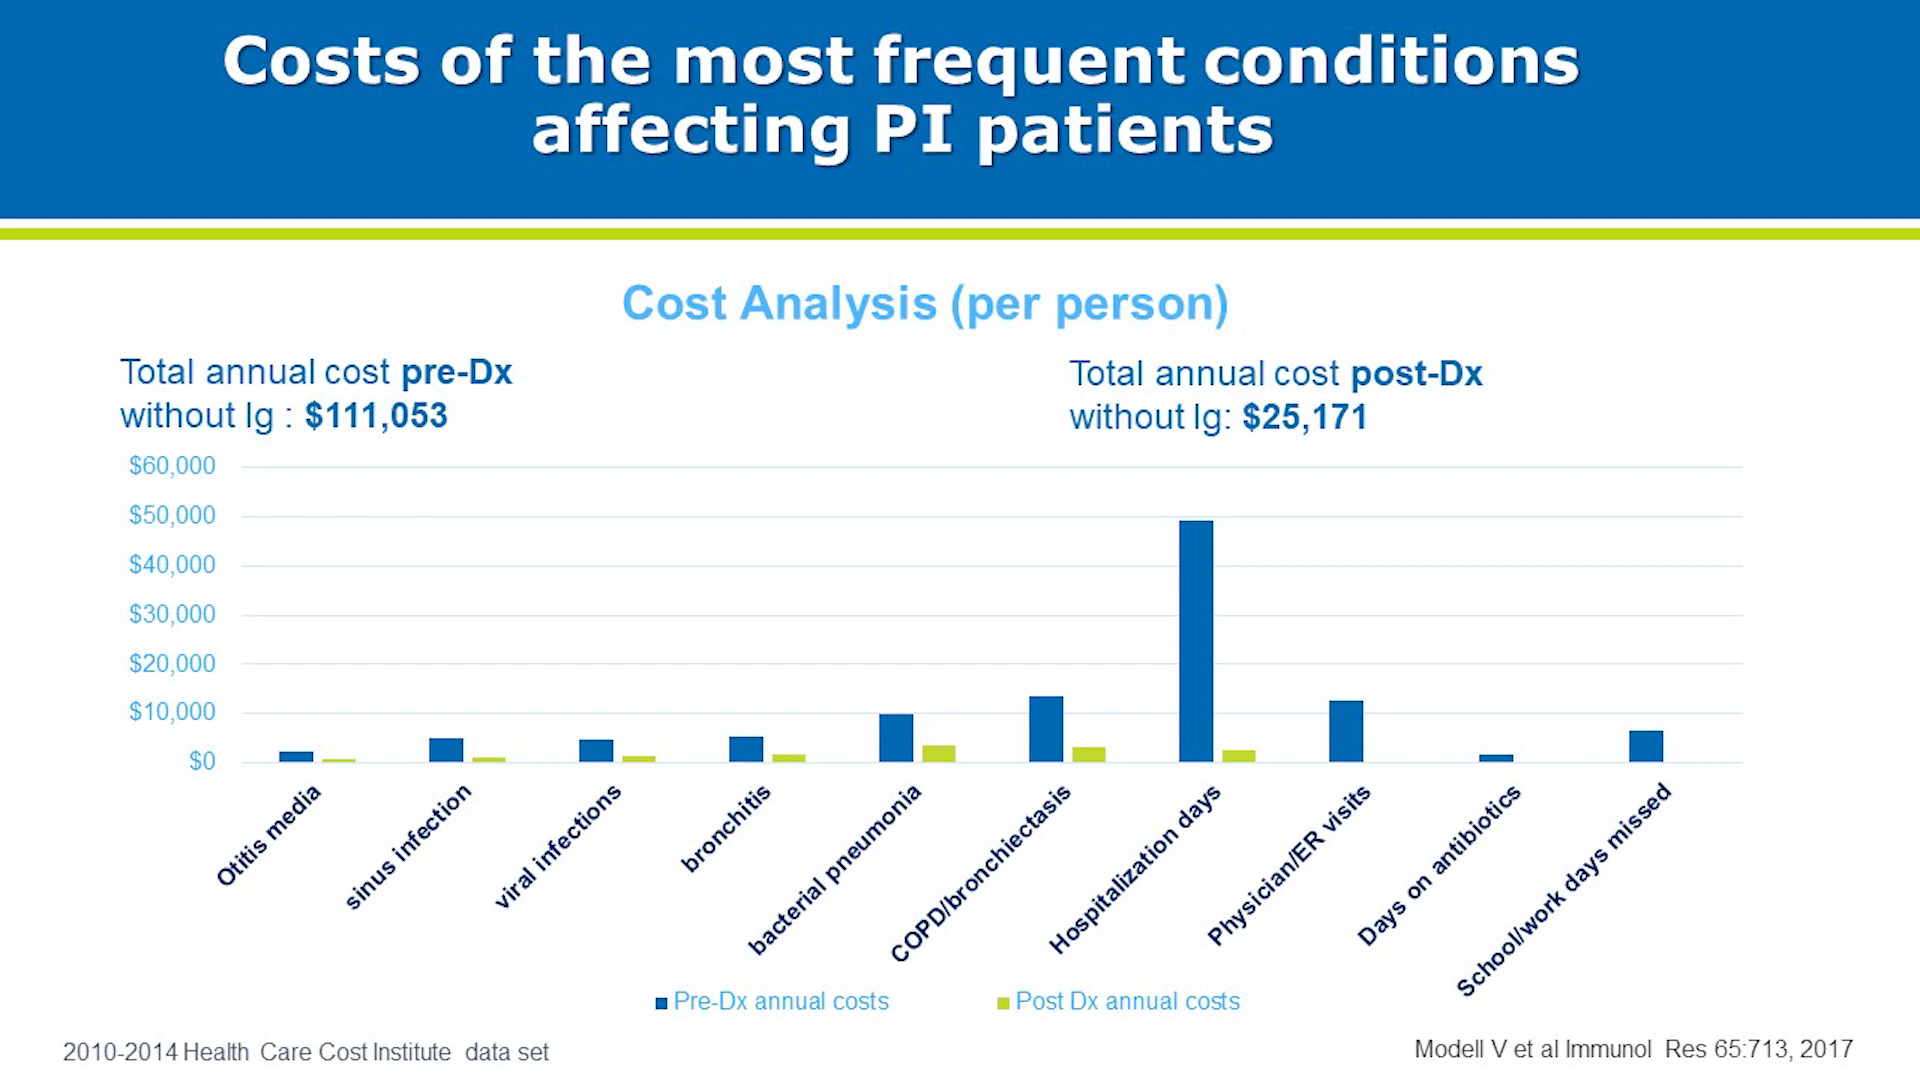 Costs of the most frequent conditions
affecting PI patients
Cost Analysis (per person)
Total annual cost pre-Dx
without Ig : $111,053
Total annual cost post-Dx
without Ig: $25,171
$60,000
$50,000
$40,000
$30,000
$20,000
$10,000
$0
Otitis media
sinus infection
viral infections
bronchitis
bacterial pneumonia
COPD/bronchiectasis
Hospitalization days
Physician/ER visits
Days on antibiotics
School/work days missed
Pre-Dx annual costs
Post Dx annual costs
2010-2014 Health Care Cost Institute data set
Modell V et al Immunol Res 65:713, 2017